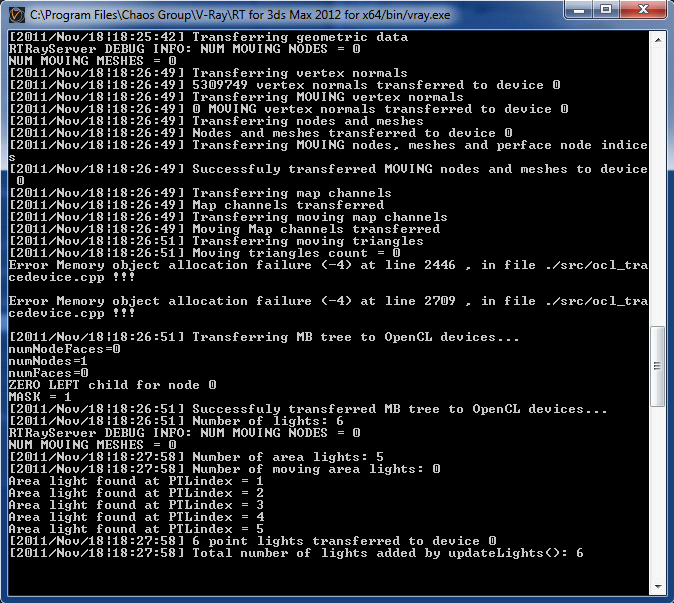 C:\Program Files\Chaos Group\V-Ray\RT for 3ds Max 2012 for x64/bin/vray.exe
[2011/Nov/18|18:25:42] Transferring geometric data
RTRayServer DEBUG INFO: NUM MOVING NODES = 0
NUM MOVING MESHES = 0
[2011/Nov/18|18:26:49] Transferring vertex normals
[2011/Nov/18|18:26:49] 5309749 vertex normals transferred to device 0
[2011/Nov/18|18:26:49] Transferring MOVING vertex normals
[2011/Nov/18|18:26:49] 0 MOVING vertex normals transferred to device 0
[2011/Nov/18|18:26:49] Transferring nodes and meshes
[2011/Nov/18|18:26:49] Nodes and meshes transferred to device 0
[2011/Nov/18|18:26:49] Transferring MOVING nodes, meshes and perface node indice
s
[2011/Nov/18|18:26:49] Successfuly transferred MOVING nodes and meshes to device
0
[2011/Nov/18|18:26:49] Transferring map channels
[2011/Nov/18|18:26:49] Map channels transferred
[2011/Nov/18|18:26:49] Transferring moving map channels
[2011/Nov/18|18:26:49] Moving Map channels transferred
[2011/Nov/18|18:26:51] Transferring moving triangles
[2011/Nov/18|18:26:51] Moving triangles count = 0
Error Memory object allocation failure (-4) at line 2446 , in file ./src/ocl_tra
cedevice.cpp !!!
Error Memory object allocation failure (-4) at line 2709 , in file ./src/ocl_tra
cedevice.cpp !!!
[2011/Nov/18|18:26:51] Transferring MB tree to OpenCL devices...
numNodeFaces=0
numNodes=1
numFaces=0
ZERO LEFT child for node 0
MASK = 1
[2011/Nov/18|18:26:51] Successfuly transferred MB tree to OpenCL devices...
[2011/Nov/18|18:26:51] Number of lights: 6
RTRayServer DEBUG INFO: NUM MOVING NODES = 0
NUM MOVING MESHES = 0
[2011/Nov/18|18:27:58] Number of area lights: 5
[2011/Nov/18|18:27:58] Number of moving area lights: 0
Area light found at PTLindex = 1
Area light found at PTLindex = 2
Area light found at PTLindex = 3
Area light found at PTLindex = 4
Area light found at PTLindex = 5
[2011/Nov/18|18:27:58] 6 point lights transferred to device 0
[2011/Nov/18|18:27:58] Total number of lights added by updateLights(): 6